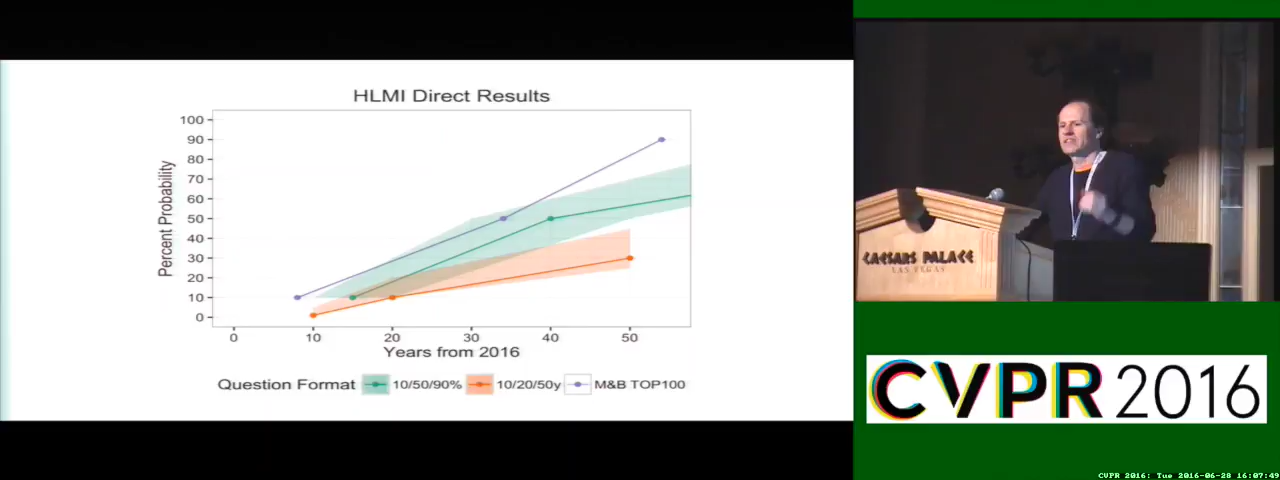 HLMI Direct Results
Percent Probability
100
90
80
70
60
50
40
30
20
10
0
0 10 20 30 40 50
Years from 2016
Question Format 10/50/90% 10/20/50y M&B TOP100
CAESARS PALACE
LAS VEGAS
CVPR 2016
CVPR 2016: Tue 2016-06-28 16:07:49